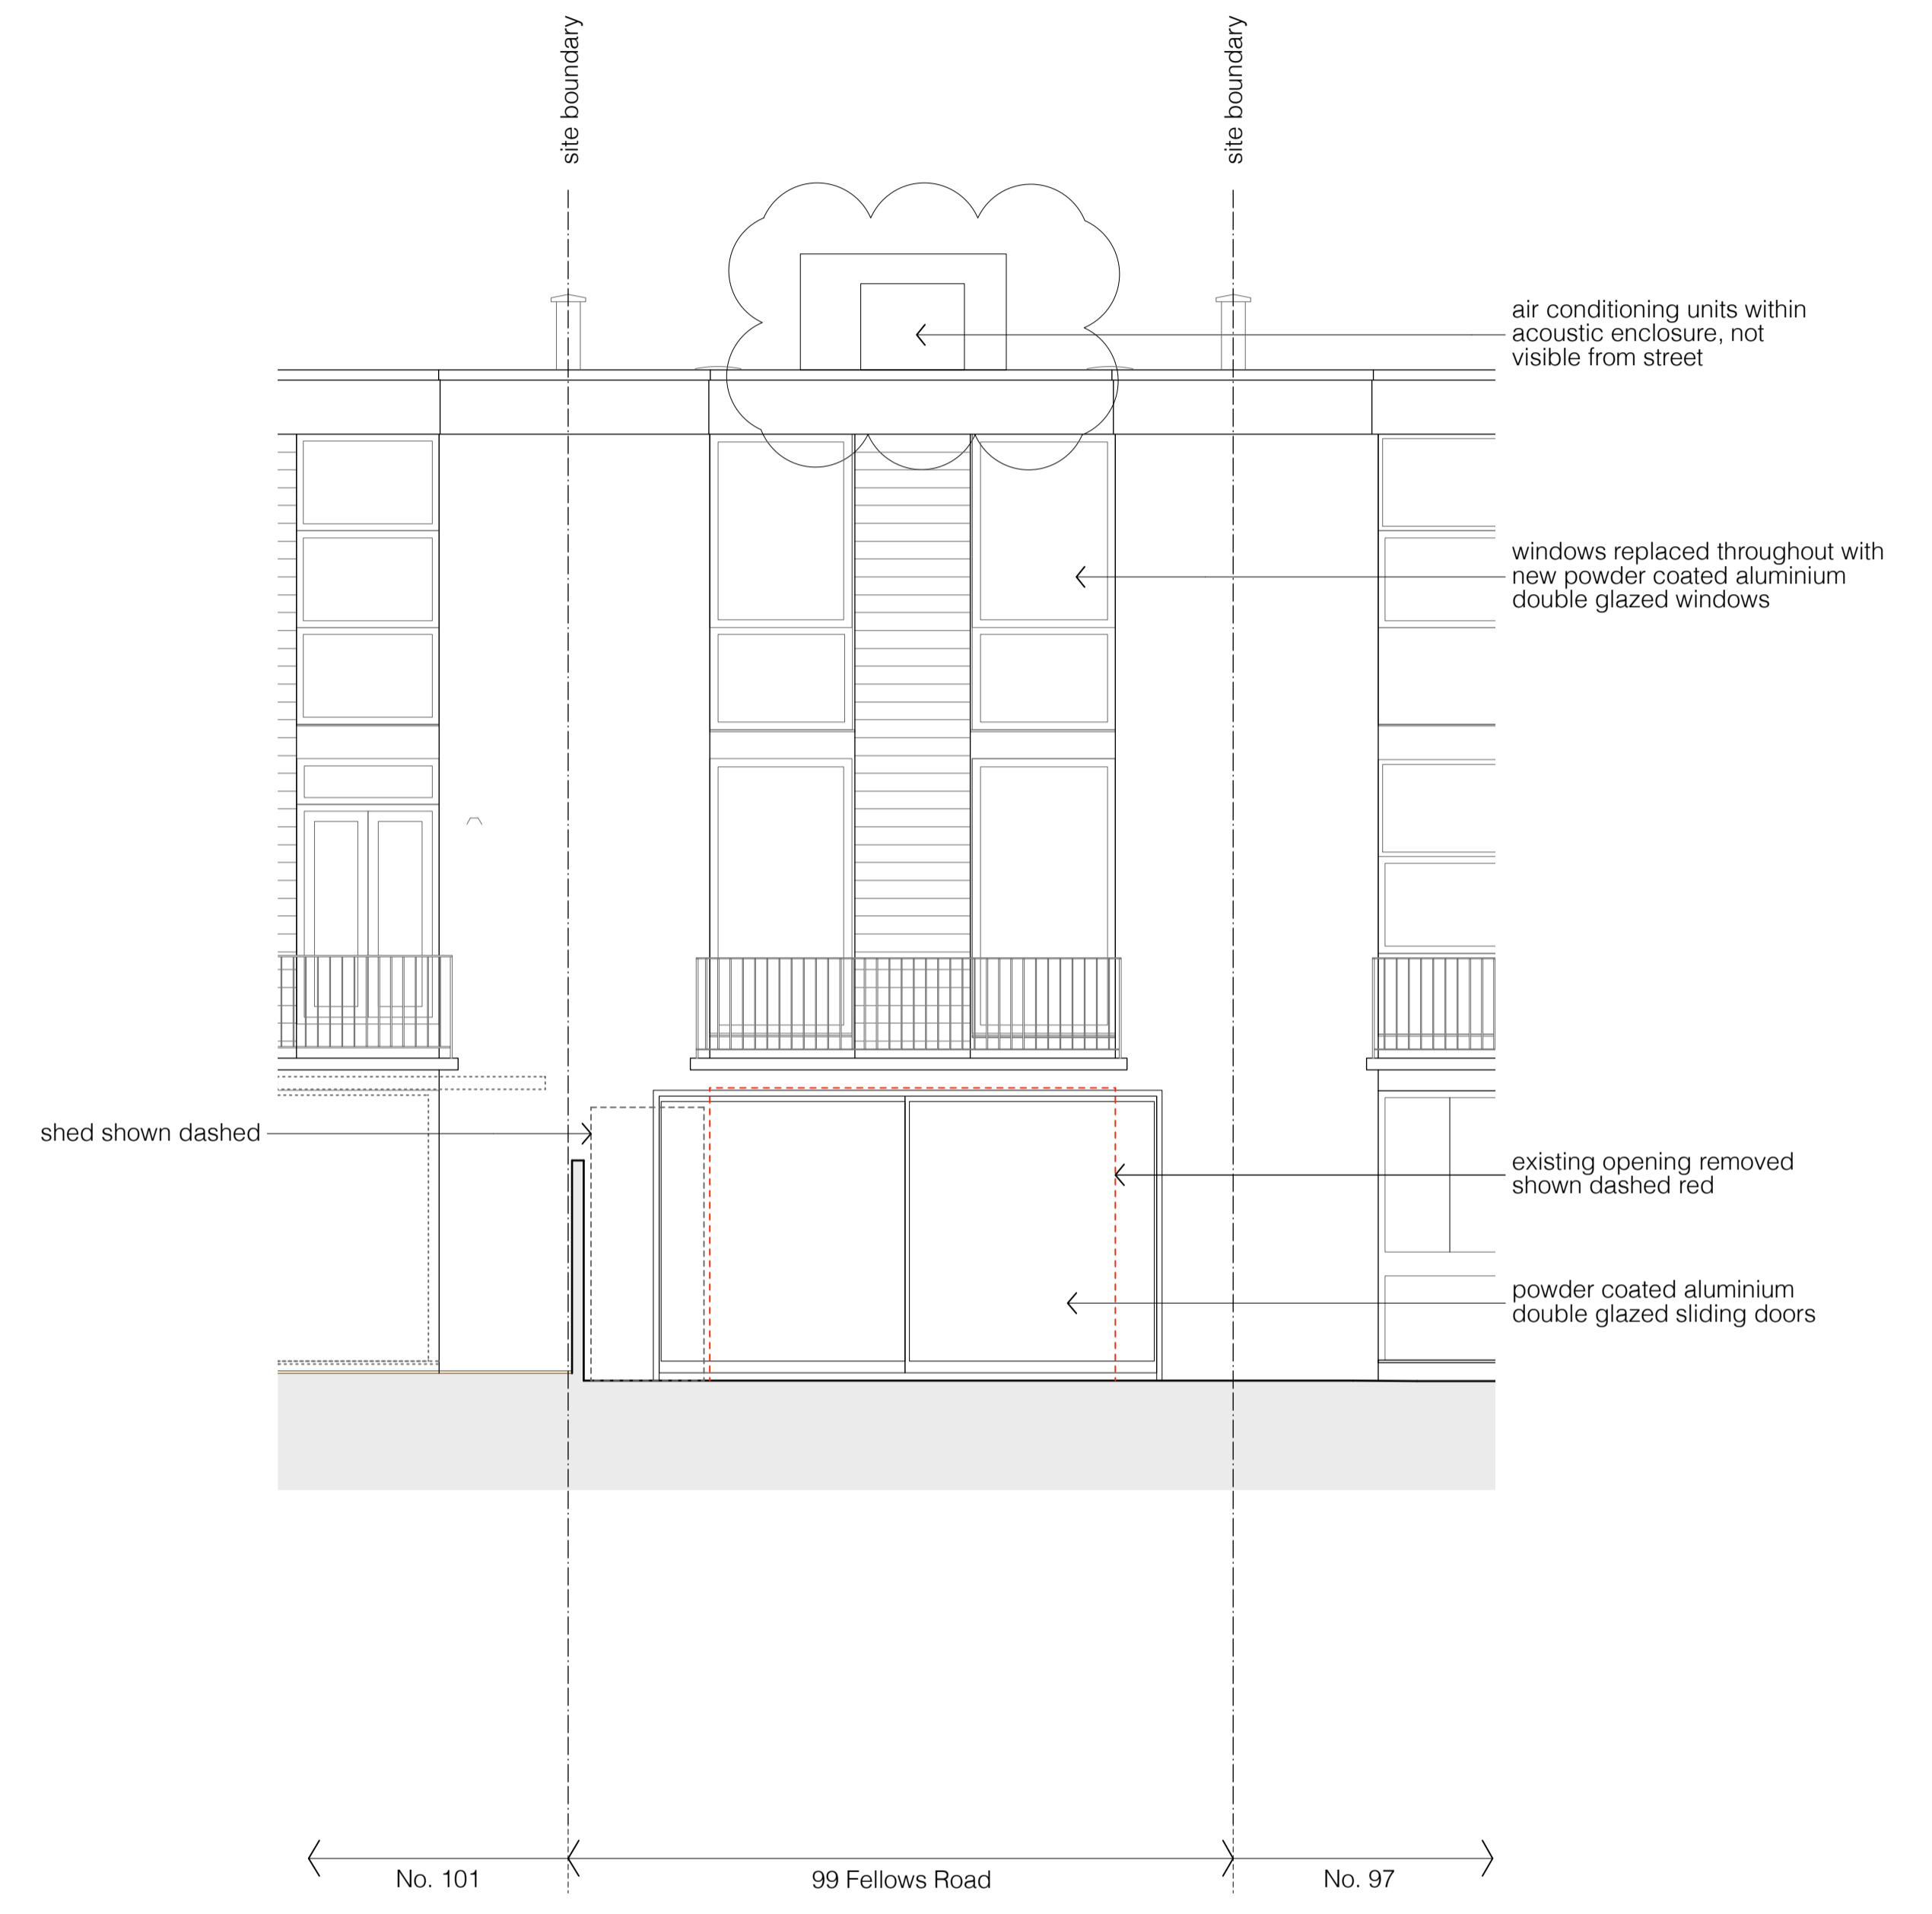 site boundary
site boundary
air conditioning units within
acoustic enclosure, not
visible from street
windows replaced throughout with
new powder coated aluminium
double glazed windows
shed shown dashed
existing opening removed
shown dashed red
powder coated aluminium
double glazed sliding doors
No. 101
99 Fellows Road
No. 97